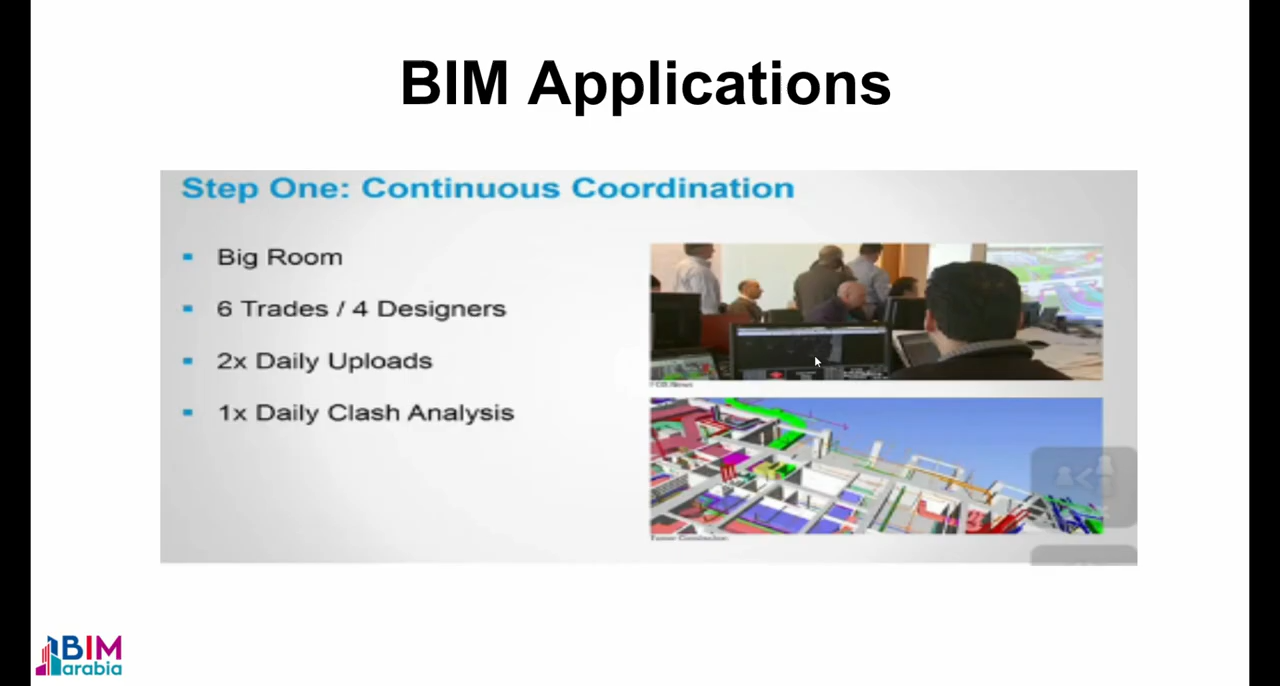 BIM Applications
Step One: Continuous Coordination
Big Room
6 Trades / 4 Designers
2x Daily Uploads
1x Daily Clash Analysis
BIM
arabia